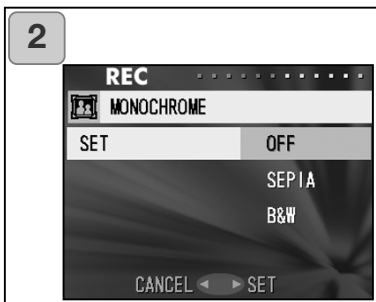 2
REC
MONOCHROME
SET OFF
SEPIA
B&W
CANCEL ◄ ► SET